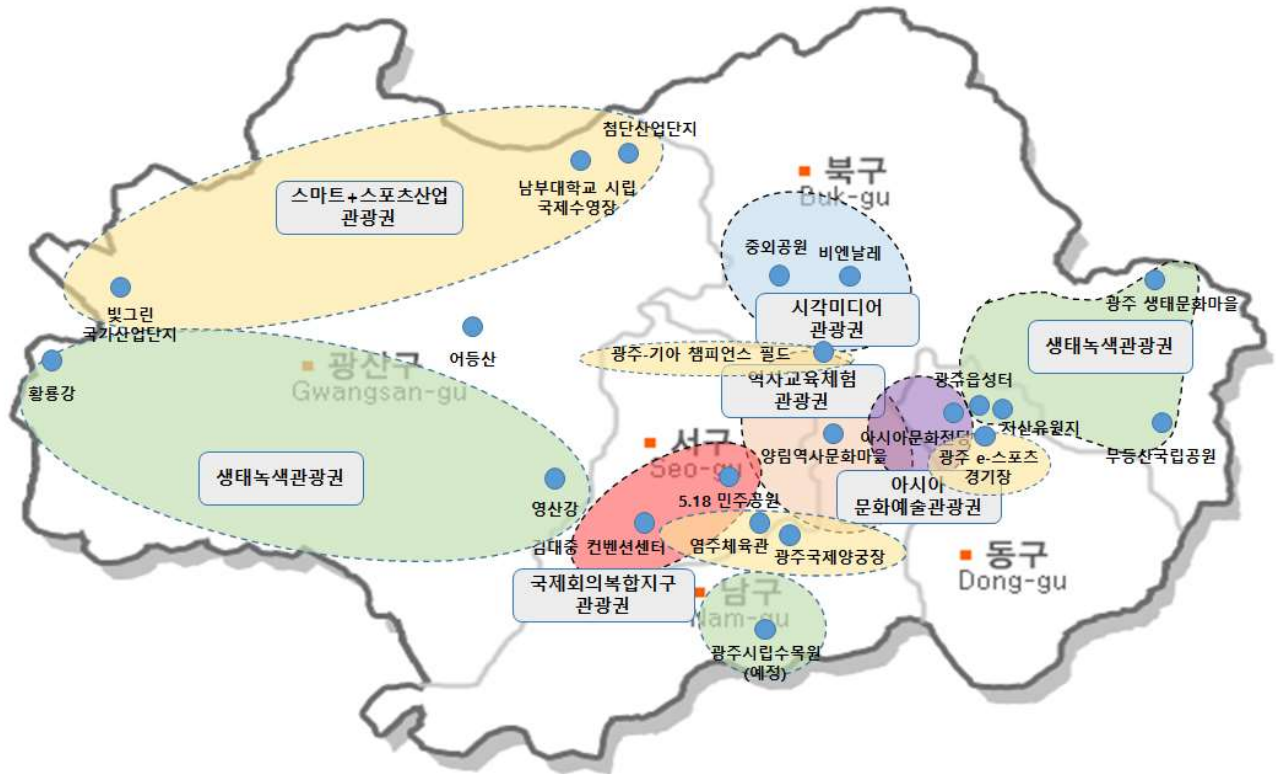 첨단산업단지
남부대학교 시립
국제수영장
스마트+스포츠산업
관광권
북구
Buk-gu
중외공원
비엔날레
시각미디어
관광권
광주 생태문화마을
생태녹색관광권
빛그린
국가산업단지
어등산
광주-기아 챔피언스 필드
황룡강
광산구
Gwangsan-gu
역사교육체험
관광권
광주읍성터
지산유원지
아시아문화전당
양림역사문화마을
무등산국립공원
서구
Seo-gu
광주 e-스포츠
경기장
생태녹색관광권
영산강
5.18 민주공원
아시아
문화예술관광권
김대중 컨벤션센터
염주체육관
광주국제양궁장
동구
Dong-gu
국제회의복합지구
관광권
남구
Nam-gu
광주시립수목원
(예정)